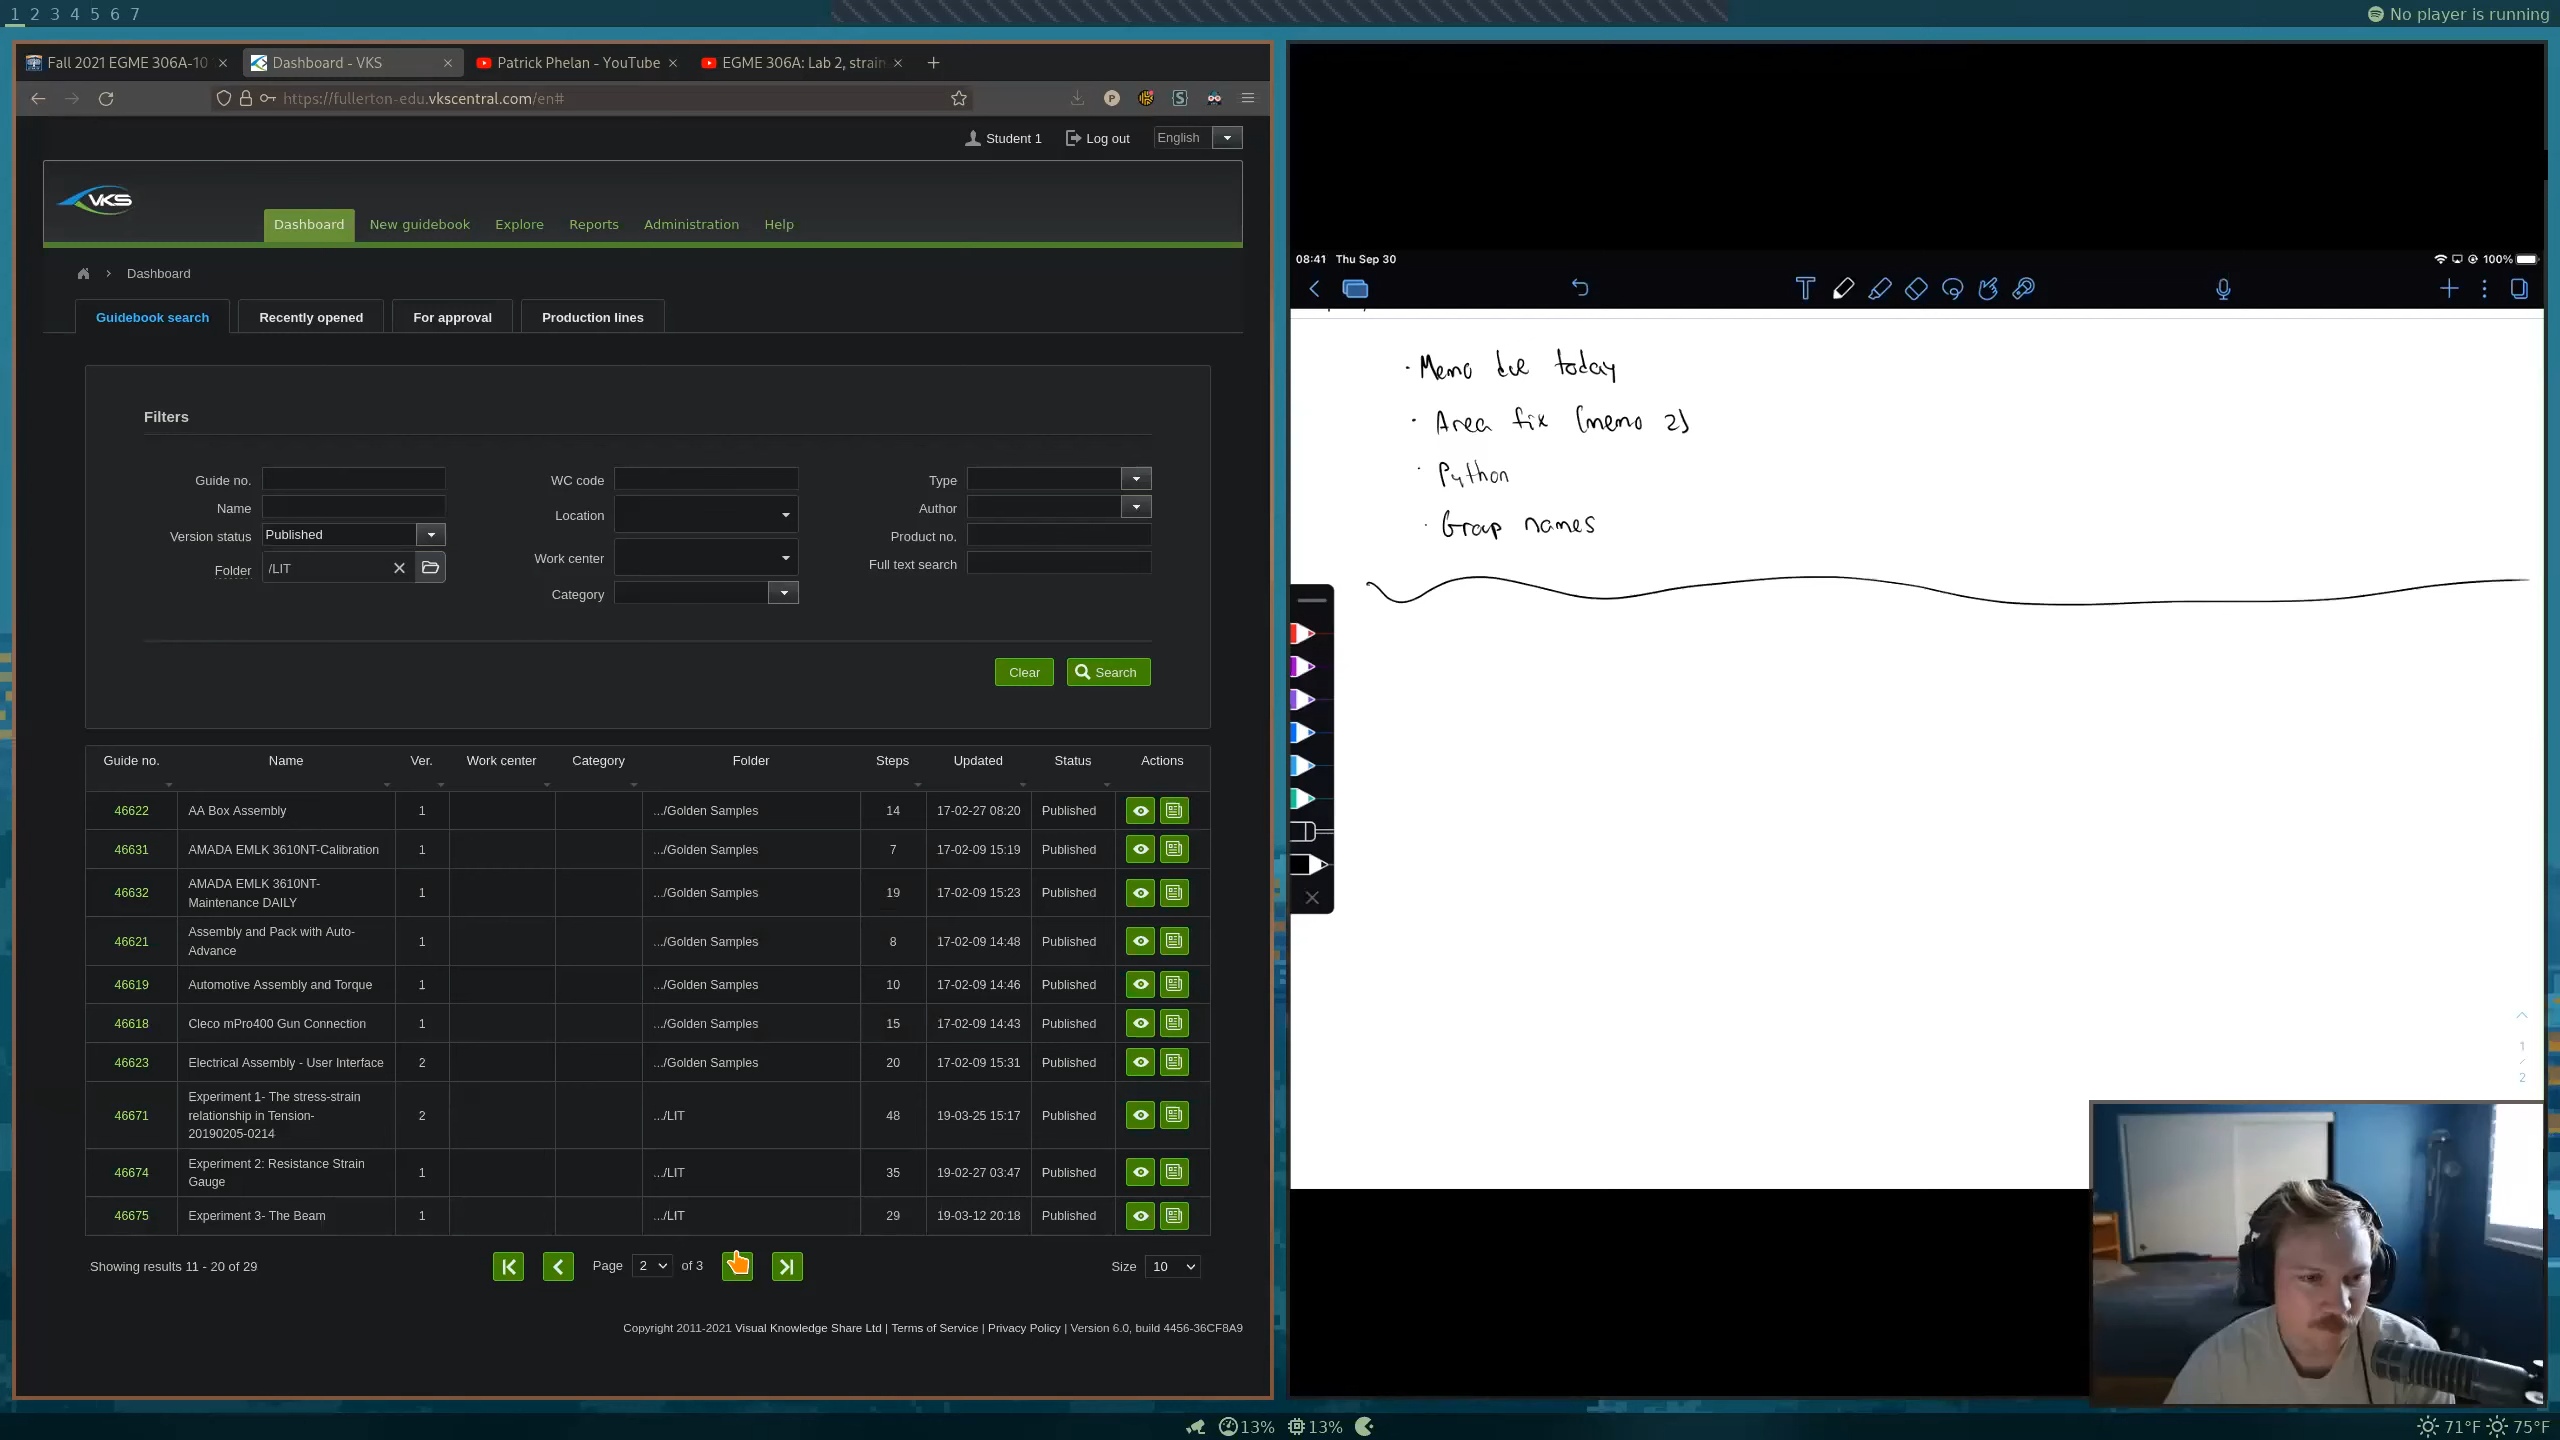 1 2 3 4 5 6 7
No player is running
Fall 2021 EGME 306A-10
Dashboard - VKS
Patrick Phelan - YouTube
EGME 306A: Lab 2, strain
https://fullerton-edu.vkscentral.com/en#
Student 1
Log out
English
VKS
Dashboard
New guidebook
Explore
Reports
Administration
Help
Dashboard
Guidebook search
Recently opened
For approval
Production lines
Filters
Guide no.
Name
Version status Published
Folder /LIT
WC code
Location
Work center
Category
Type
Author
Product no.
Full text search
Clear
Search
Guide no. Name Ver. Work center Category Folder Steps Updated Status Actions
46622 AA Box Assembly 1 .../Golden Samples 14 17-02-27 08:20 Published
46631 AMADA EMLK 3610NT-Calibration 1 .../Golden Samples 7 17-02-09 15:19 Published
46632 AMADA EMLK 3610NT-
Maintenance DAILY 1 .../Golden Samples 19 17-02-09 15:23 Published
46621 Assembly and Pack with Auto-
Advance 1 .../Golden Samples 8 17-02-09 14:48 Published
46619 Automotive Assembly and Torque 1 .../Golden Samples 10 17-02-09 14:46 Published
46618 Cleco mPro400 Gun Connection 1 .../Golden Samples 15 17-02-09 14:43 Published
46623 Electrical Assembly - User Interface 2 .../Golden Samples 20 17-02-09 15:31 Published
Experiment 1- The stress-strain
46671 relationship in Tension- 2 .../LIT 48 19-03-25 15:17 Published
20190205-0214
46674 Experiment 2: Resistance Strain
Gauge 1 .../LIT 35 19-02-27 03:47 Published
46675 Experiment 3- The Beam 1 .../LIT 29 19-03-12 20:18 Published
Showing results 11 - 20 of 29
Page 2 of 3
Size 10
Copyright 2011-2021 Visual Knowledge Share Ltd | Terms of Service | Privacy Policy | Version 6.0, build 4456-36CF8A9
08:41 Thu Sep 30
100%
· Memo due today
· Area fix (memo 2)
· Python
· Group names
1
/
2
13% 13%
71°F 75°F